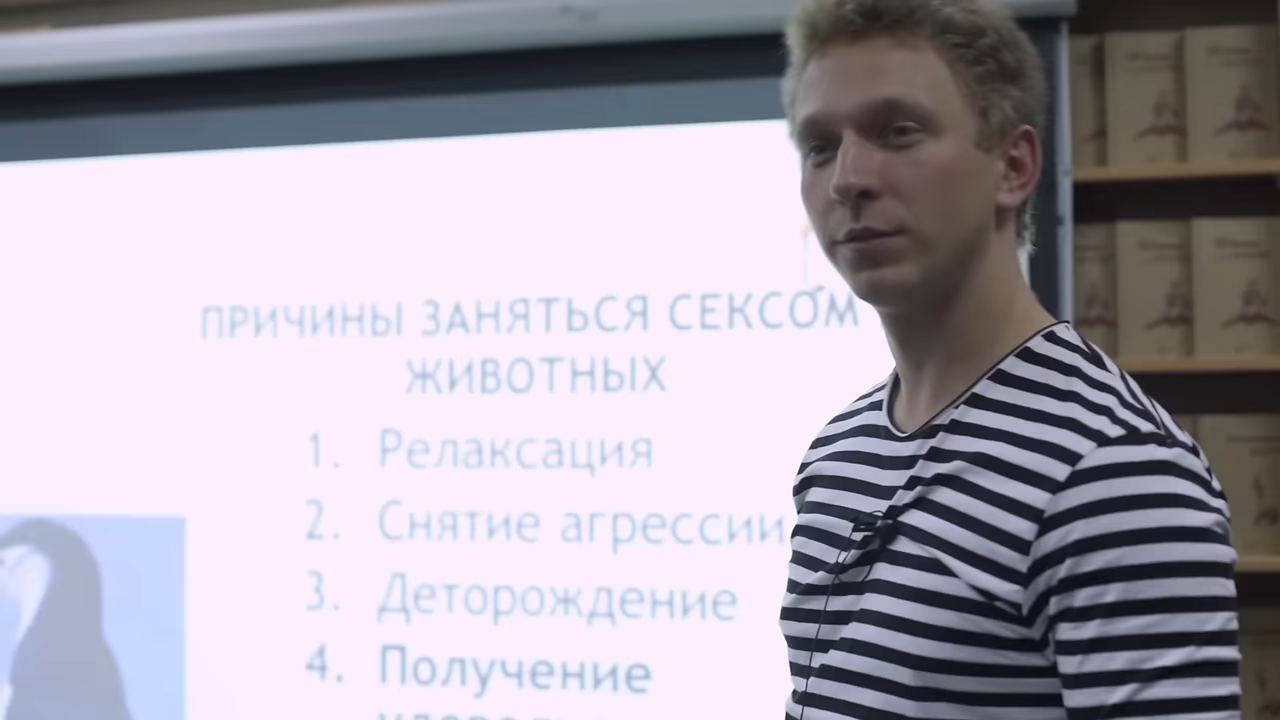 ПРИЧИНЫ ЗАНЯТЬСЯ СЕКСОМ
ЖИВОТНЫХ
1. Релаксация
2. Снятие агрессии
3. Деторождение
4. Получение